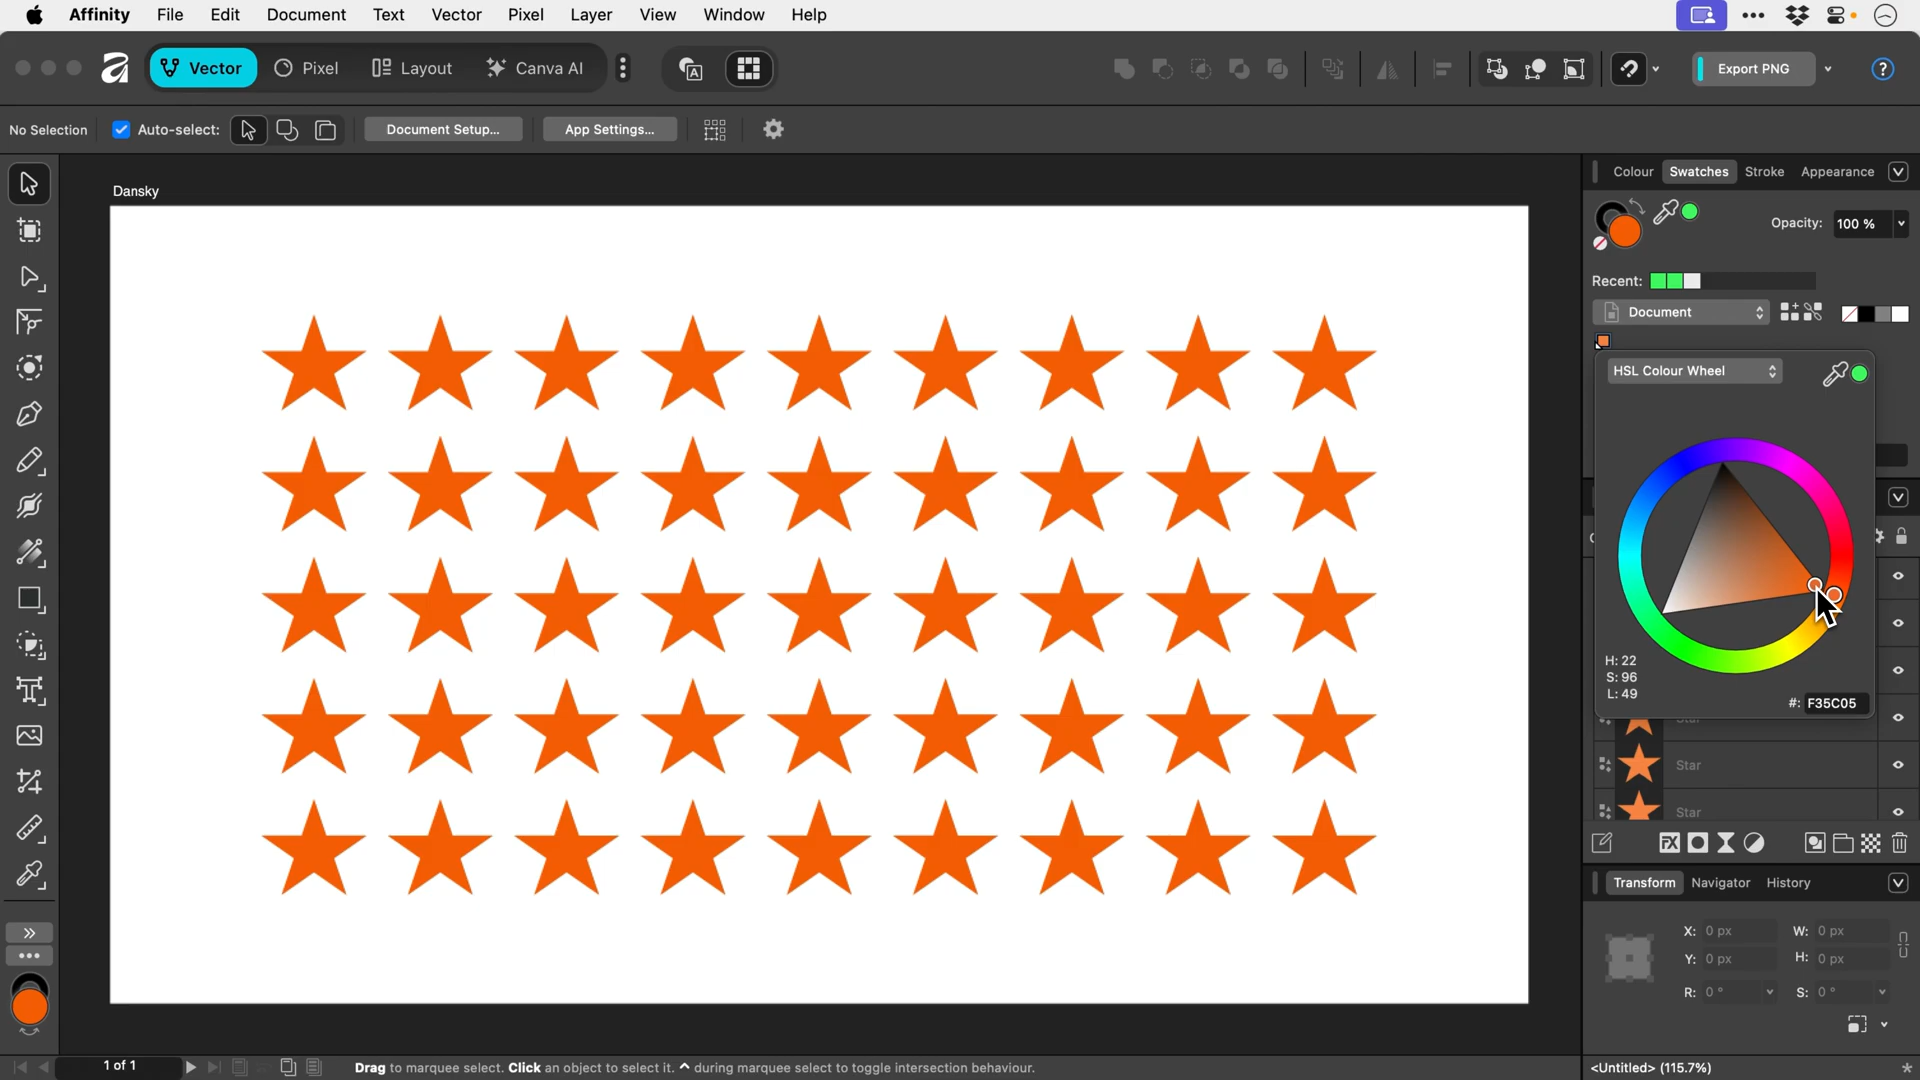 Affinity File Edit Document Text Vector Pixel Layer View Window Help
Vector Pixel Layout Canva AI Export PNG ?
No Selection Auto-select: Document Setup... App Settings...
Colour Swatches Stroke Appearance
Dansky
Opacity: 100 %
Recent:
Document
HSL Colour Wheel
H: 22
S: 96
L: 49
#: F35C05
Star
Star
Star
FX
Transform Navigator History
X: 0 px W: 0 px
Y: 0 px H: 0 px
R: 0 ° S: 0 °
1 of 1 Drag to marquee select. Click an object to select it. ^ during marquee select to toggle intersection behaviour. <Untitled> (115.7%) *